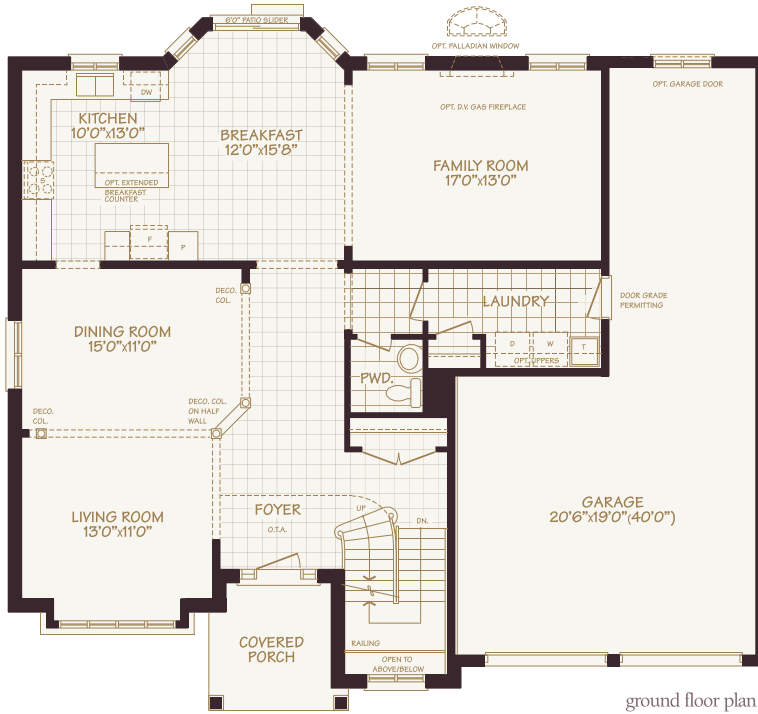 6'0" PATIO SLIDER
OPT. PALLADIAN WINDOW
OPT. GARAGE DOOR
DW
KITCHEN
10'0"x13'0"
BREAKFAST
12'0"x15'8"
OPT. D.V. GAS FIREPLACE
FAMILY ROOM
17'0"x13'0"
S
OPT. EXTENDED
BREAKFAST
COUNTER
F
P
DECO.
COL.
LAUNDRY
DOOR GRADE
PERMITTING
DINING ROOM
15'0"x11'0"
D
W
T
OPT. UPPERS
PWD.
DECO.
COL.
DECO. COL.
ON HALF
WALL
LIVING ROOM
13'0"x11'0"
FOYER
O.T.A.
UP
DN.
GARAGE
20'6"x19'0"(40'0")
COVERED
PORCH
RAILING
OPEN TO
ABOVE/BELOW
ground floor plan